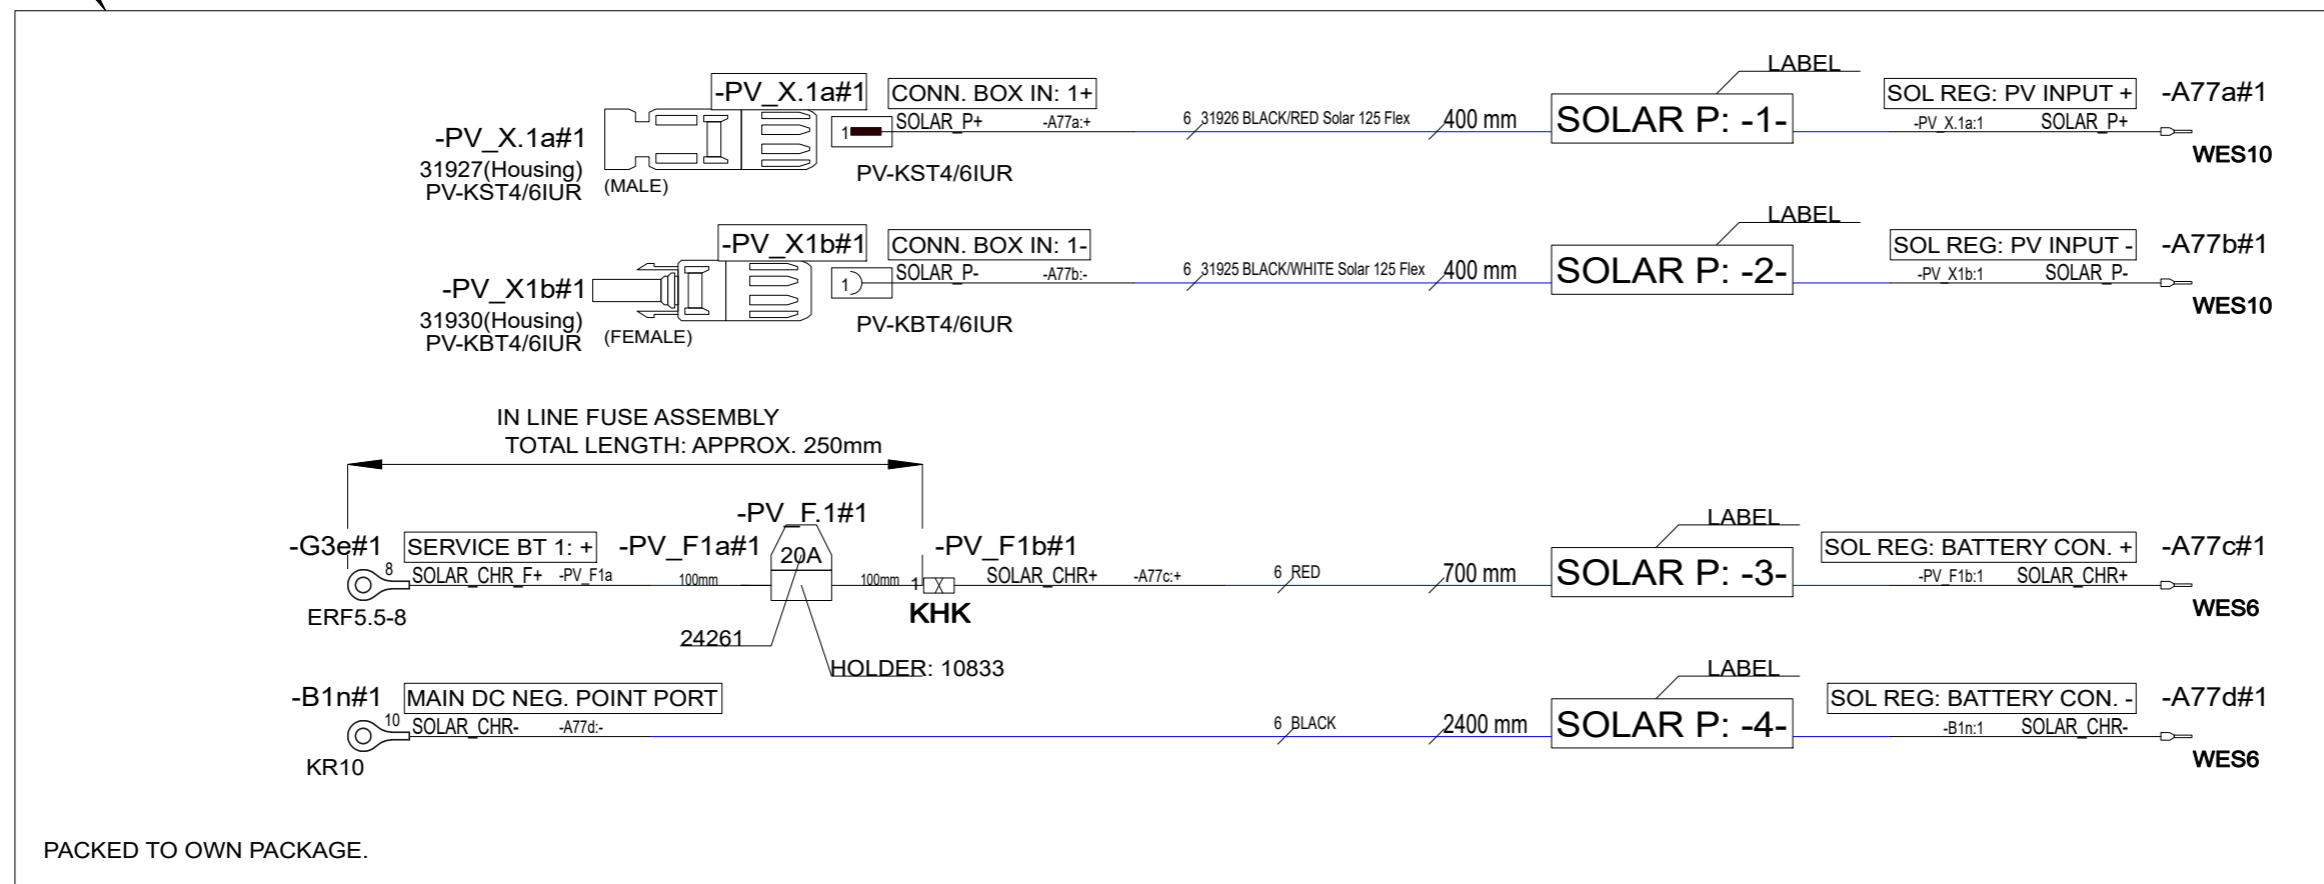 LABEL
-PV_X.1a#1 CONN. BOX IN: 1+ SOL REG: PV INPUT + -A77a#1
-PV_X.1a#1 1 SOLAR_P+ -A77a:+ 6 31926 BLACK/RED Solar 125 Flex 400 mm SOLAR P: -1- -PV_X.1a:1 SOLAR_P+
31927(Housing) WES10
PV-KST4/6IUR (MALE) PV-KST4/6IUR
LABEL
-PV_X1b#1 CONN. BOX IN: 1- SOL REG: PV INPUT - -A77b#1
-PV_X1b#1 1 SOLAR_P- -A77b:- 6 31925 BLACK/WHITE Solar 125 Flex 400 mm SOLAR P: -2- -PV_X1b:1 SOLAR_P-
31930(Housing) WES10
PV-KBT4/6IUR (FEMALE) PV-KBT4/6IUR
IN LINE FUSE ASSEMBLY
TOTAL LENGTH: APPROX. 250mm
-PV_F.1#1 LABEL
-G3e#1 SERVICE BT 1: + -PV_F1a#1 20A -PV_F1b#1 SOL REG: BATTERY CON. + -A77c#1
8 SOLAR_CHR_F+ -PV_F1a 100mm 100mm 1 SOLAR_CHR+ -A77c:+ 6 RED 700 mm SOLAR P: -3- -PV_F1b:1 SOLAR_CHR+
ERF5.5-8 KHK WES6
24261
HOLDER: 10833 LABEL
-B1n#1 MAIN DC NEG. POINT PORT SOL REG: BATTERY CON. - -A77d#1
10 SOLAR_CHR- -A77d:- 6 BLACK 2400 mm SOLAR P: -4- -B1n:1 SOLAR_CHR-
KR10 WES6
PACKED TO OWN PACKAGE.